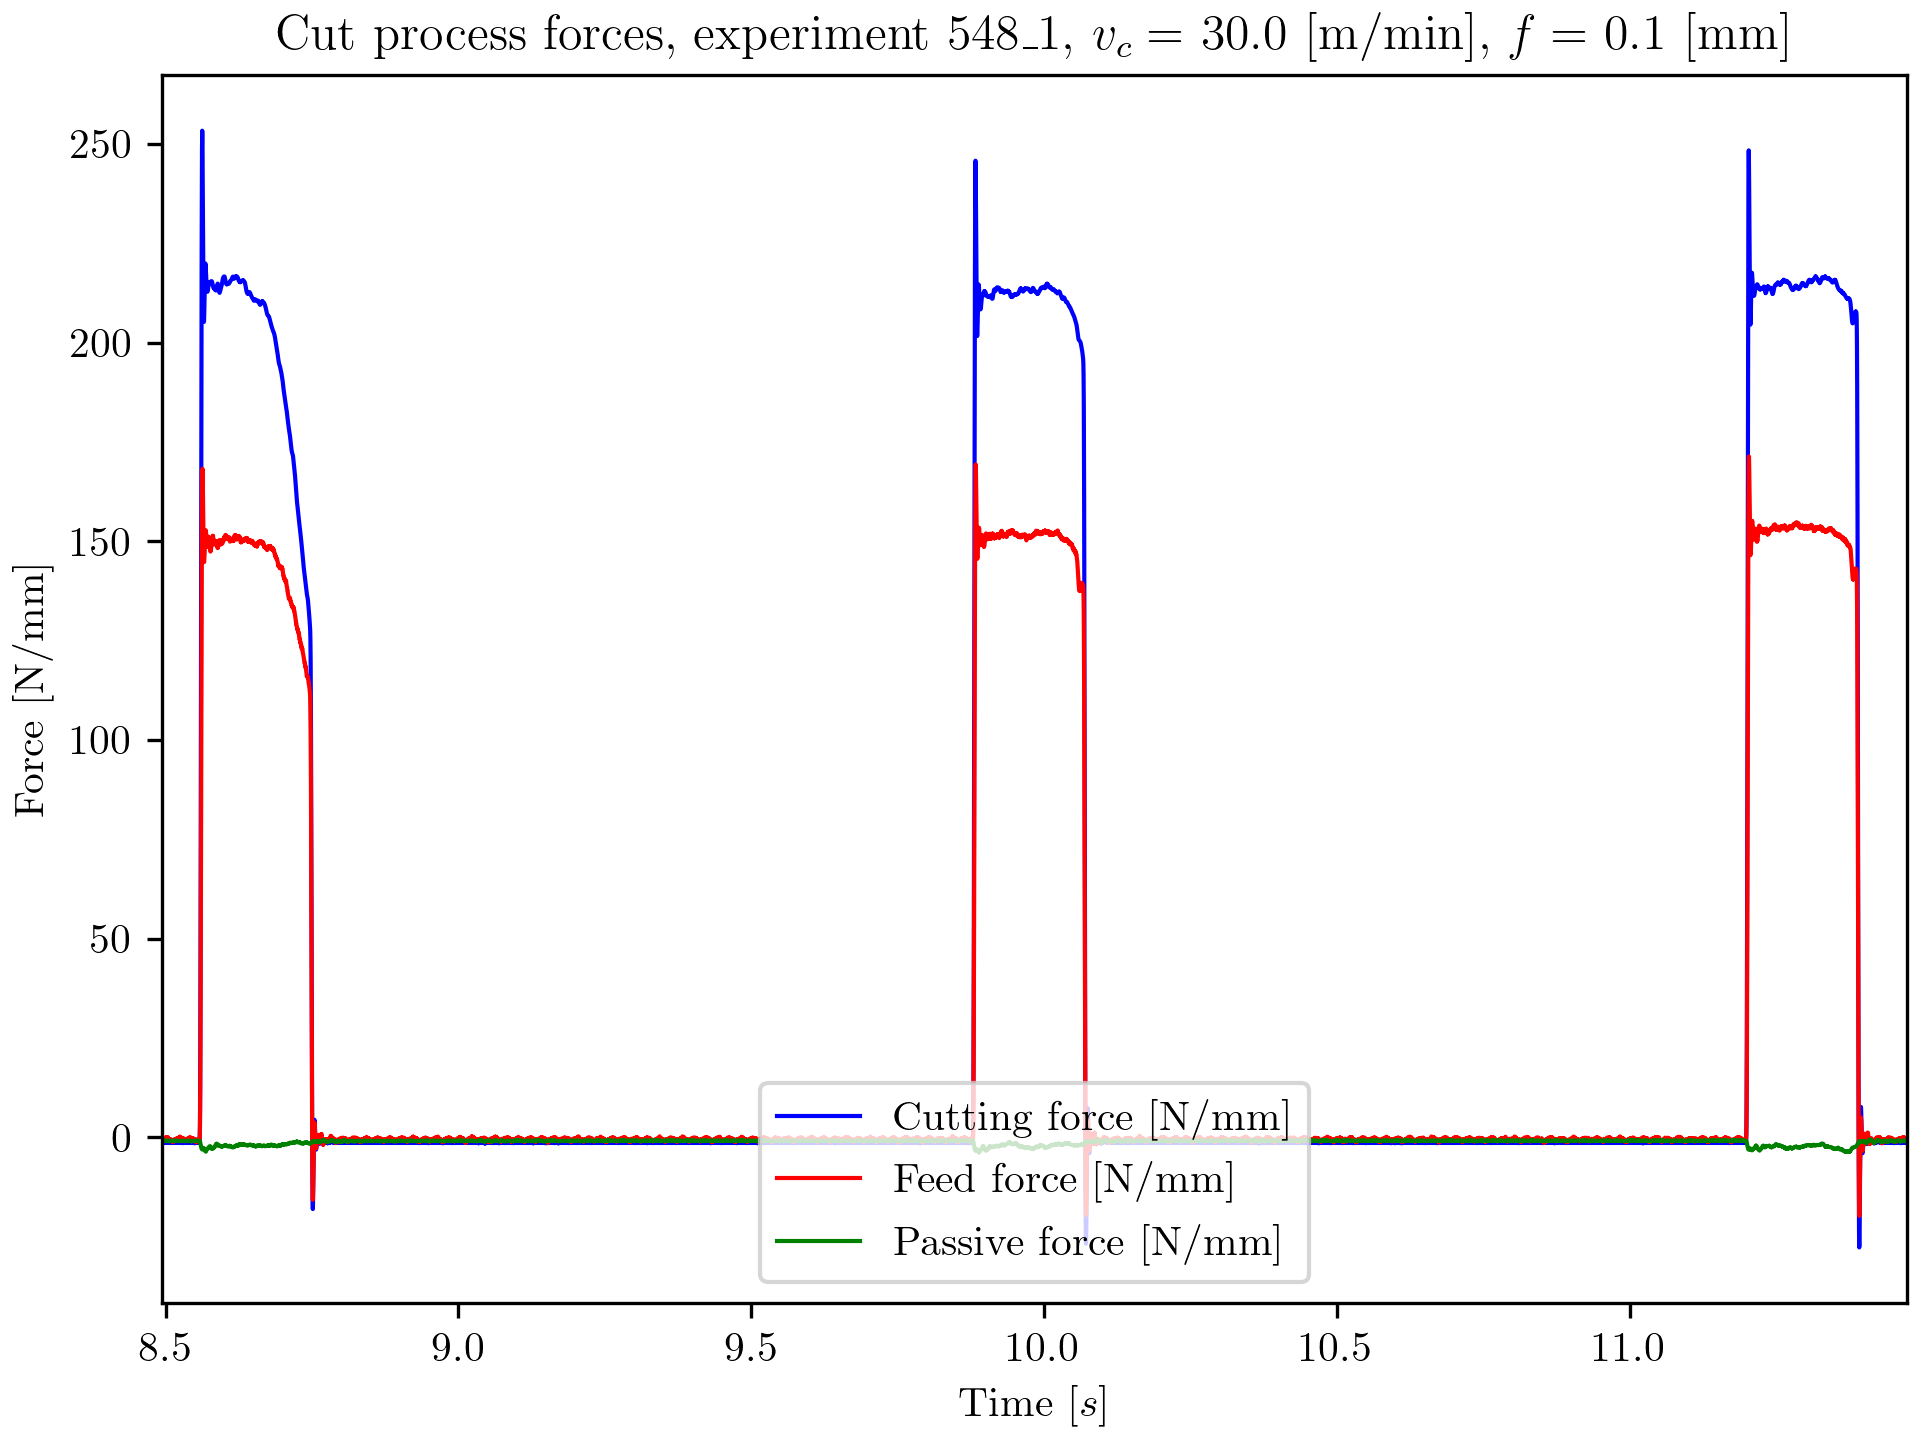 Cut process forces, experiment 548_1, v_c = 30.0 [m/min], f = 0.1 [mm]
250
200
150
100
50
0
Force [N/mm]
Cutting force [N/mm]
Feed force [N/mm]
Passive force [N/mm]
8.5 9.0 9.5 10.0 10.5 11.0
Time [s]